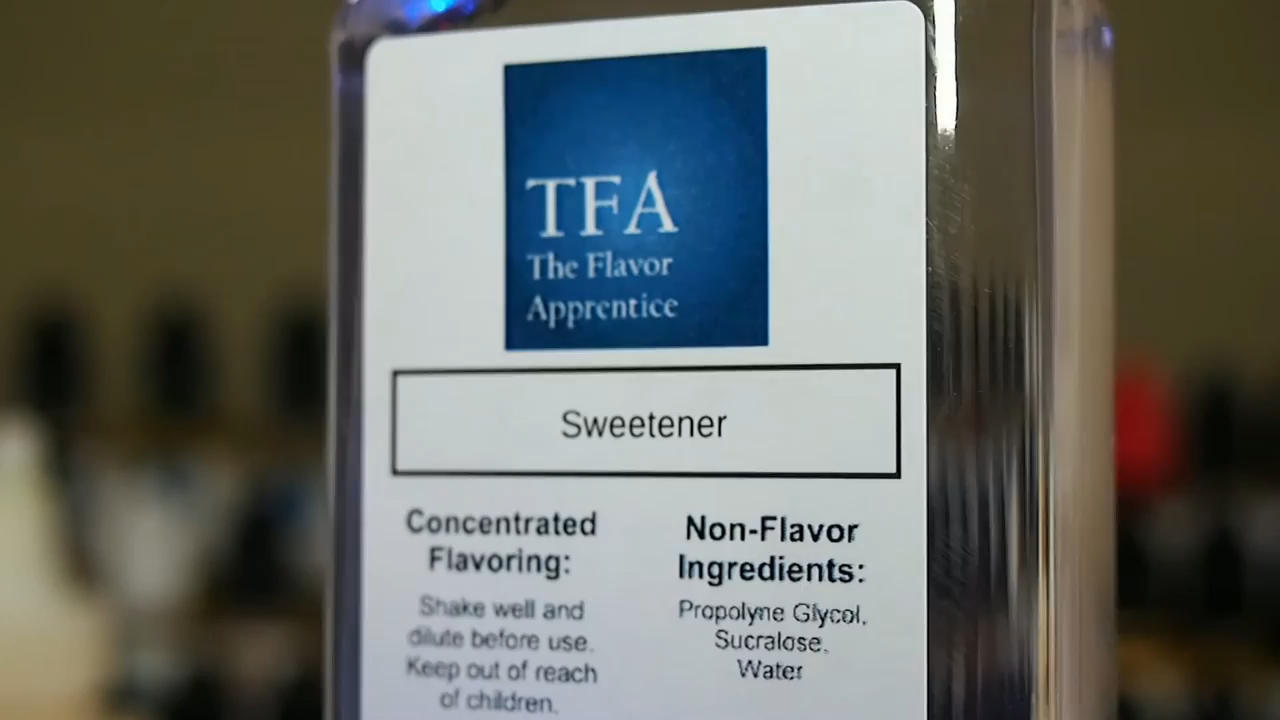 TFA
The Flavor
Apprentice
Sweetener
Concentrated
Flavoring:
Shake well and
dilute before use.
Keep out of reach
of children.
Non-Flavor
Ingredients:
Propolyne Glycol,
Sucralose,
Water